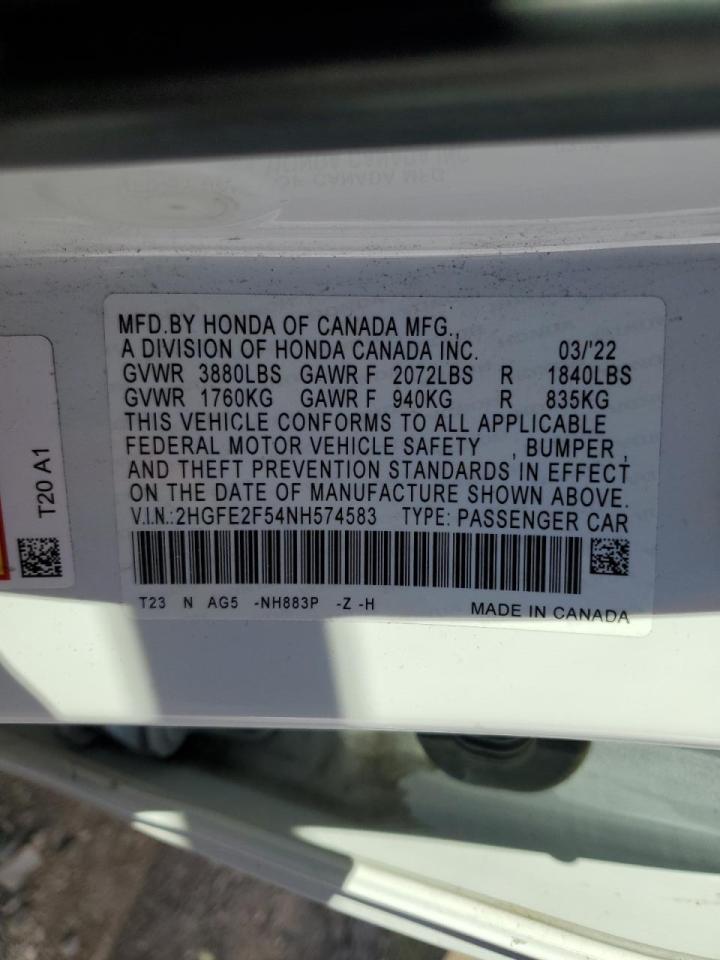 MFD.BY HONDA OF CANADA MFG.,
A DIVISION OF HONDA CANADA INC. 03/'22
GVWR 3880LBS GAWR F 2072LBS R 1840LBS
GVWR 1760KG GAWR F 940KG R 835KG
THIS VEHICLE CONFORMS TO ALL APPLICABLE
FEDERAL MOTOR VEHICLE SAFETY , BUMPER ,
AND THEFT PREVENTION STANDARDS IN EFFECT
ON THE DATE OF MANUFACTURE SHOWN ABOVE.
V.I.N.:2HGFE2F54NH574583 TYPE: PASSENGER CAR
T23 N AG5 -NH883P -Z -H MADE IN CANADA
T20 A1